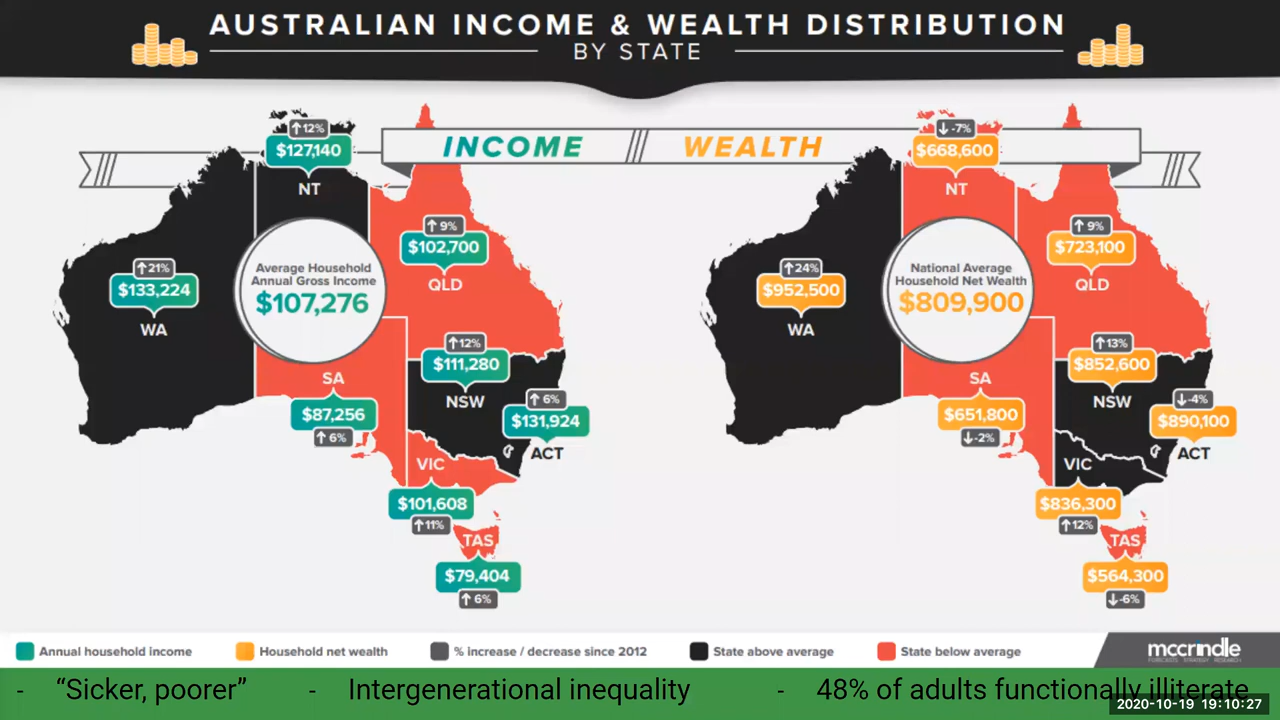 AUSTRALIAN INCOME & WEALTH DISTRIBUTION
BY STATE
INCOME
WEALTH
12%
$127,140
NT
9%
$102,700
QLD
21%
$133,224
WA
Average Household
Annual Gross Income
$107,276
12%
$111,280
NSW
SA
$87,256
6%
6%
$131,924
ACT
VIC
$101,608
11%
TAS
$79,404
6%
-7%
$668,600
NT
9%
$723,100
QLD
24%
$952,500
WA
National Average
Household Net Wealth
$809,900
13%
$852,600
NSW
SA
$651,800
-2%
-4%
$890,100
ACT
VIC
$836,300
12%
TAS
$564,300
-6%
Annual household income
Household net wealth
% increase / decrease since 2012
State above average
State below average
mccrindle
- “Sicker, poorer”
- Intergenerational inequality
- 48% of adults functionally illiterate
2020-10-19 19:10:27